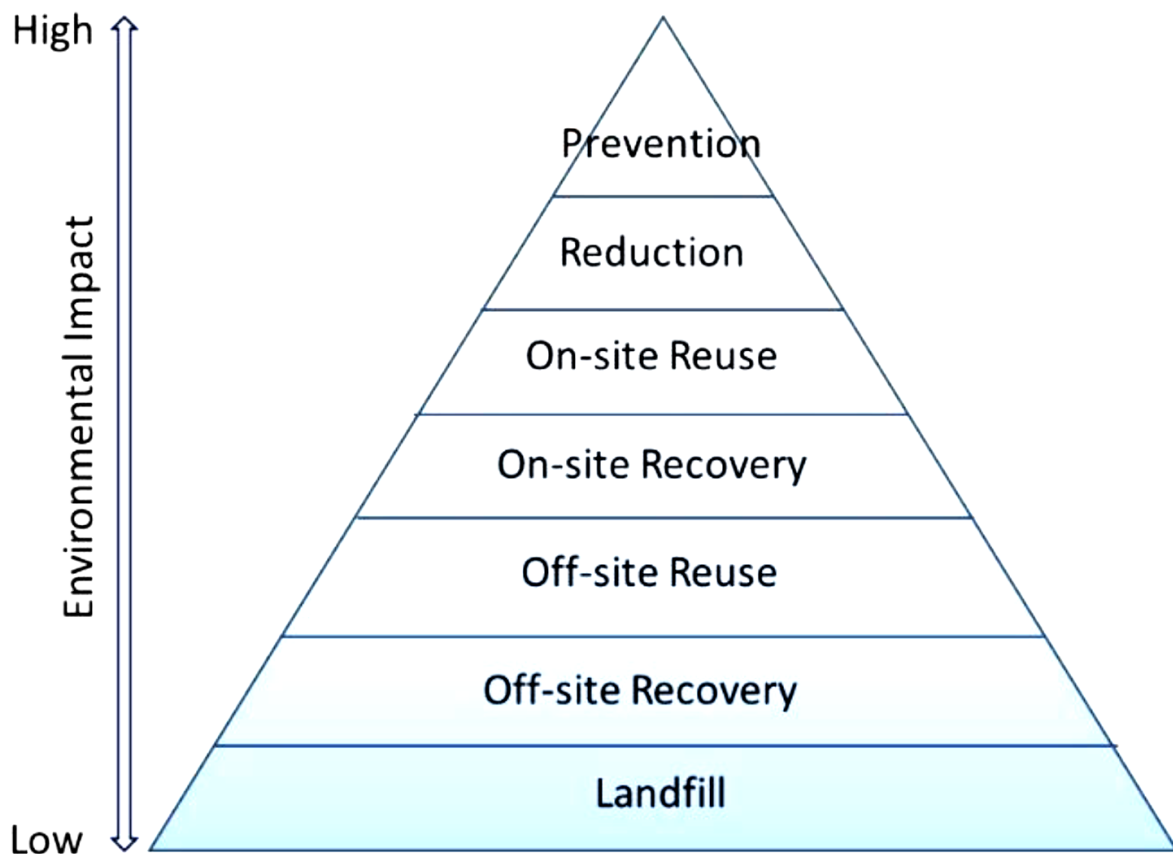 High
Prevention
Reduction
On-site Reuse
On-site Recovery
Off-site Reuse
Off-site Recovery
Landfill
Low
Environmental Impact